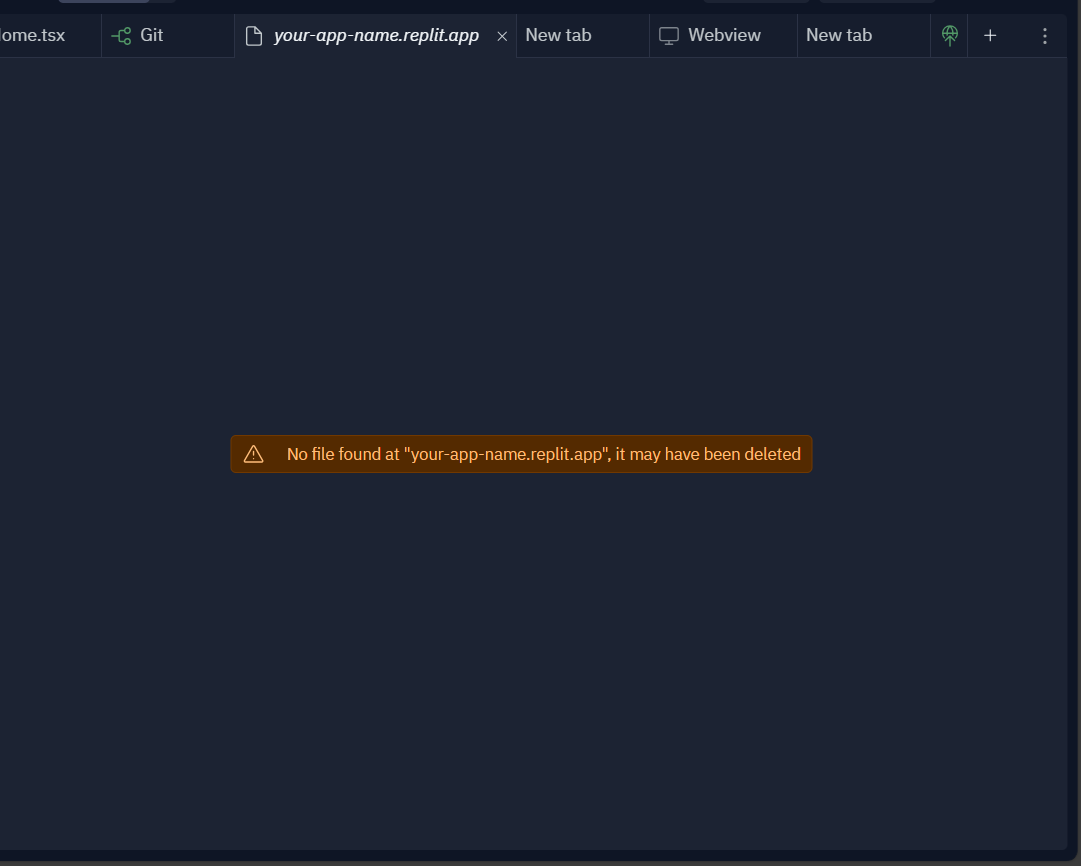 ome.tsx Git your-app-name.replit.app New tab Webview New tab
No file found at "your-app-name.replit.app", it may have been deleted